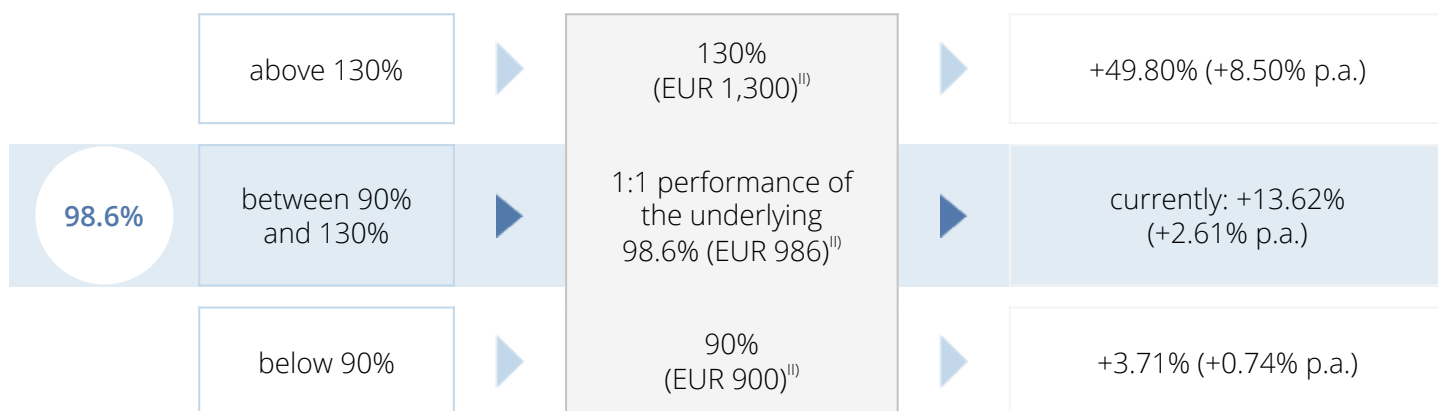 above 130%
130%
(EUR 1,300)II)
+49.80% (+8.50% p.a.)
98.6%
between 90%
and 130%
1:1 performance of
the underlying
98.6% (EUR 986)II)
currently: +13.62%
(+2.61% p.a.)
below 90%
90%
(EUR 900)II)
+3.71% (+0.74% p.a.)